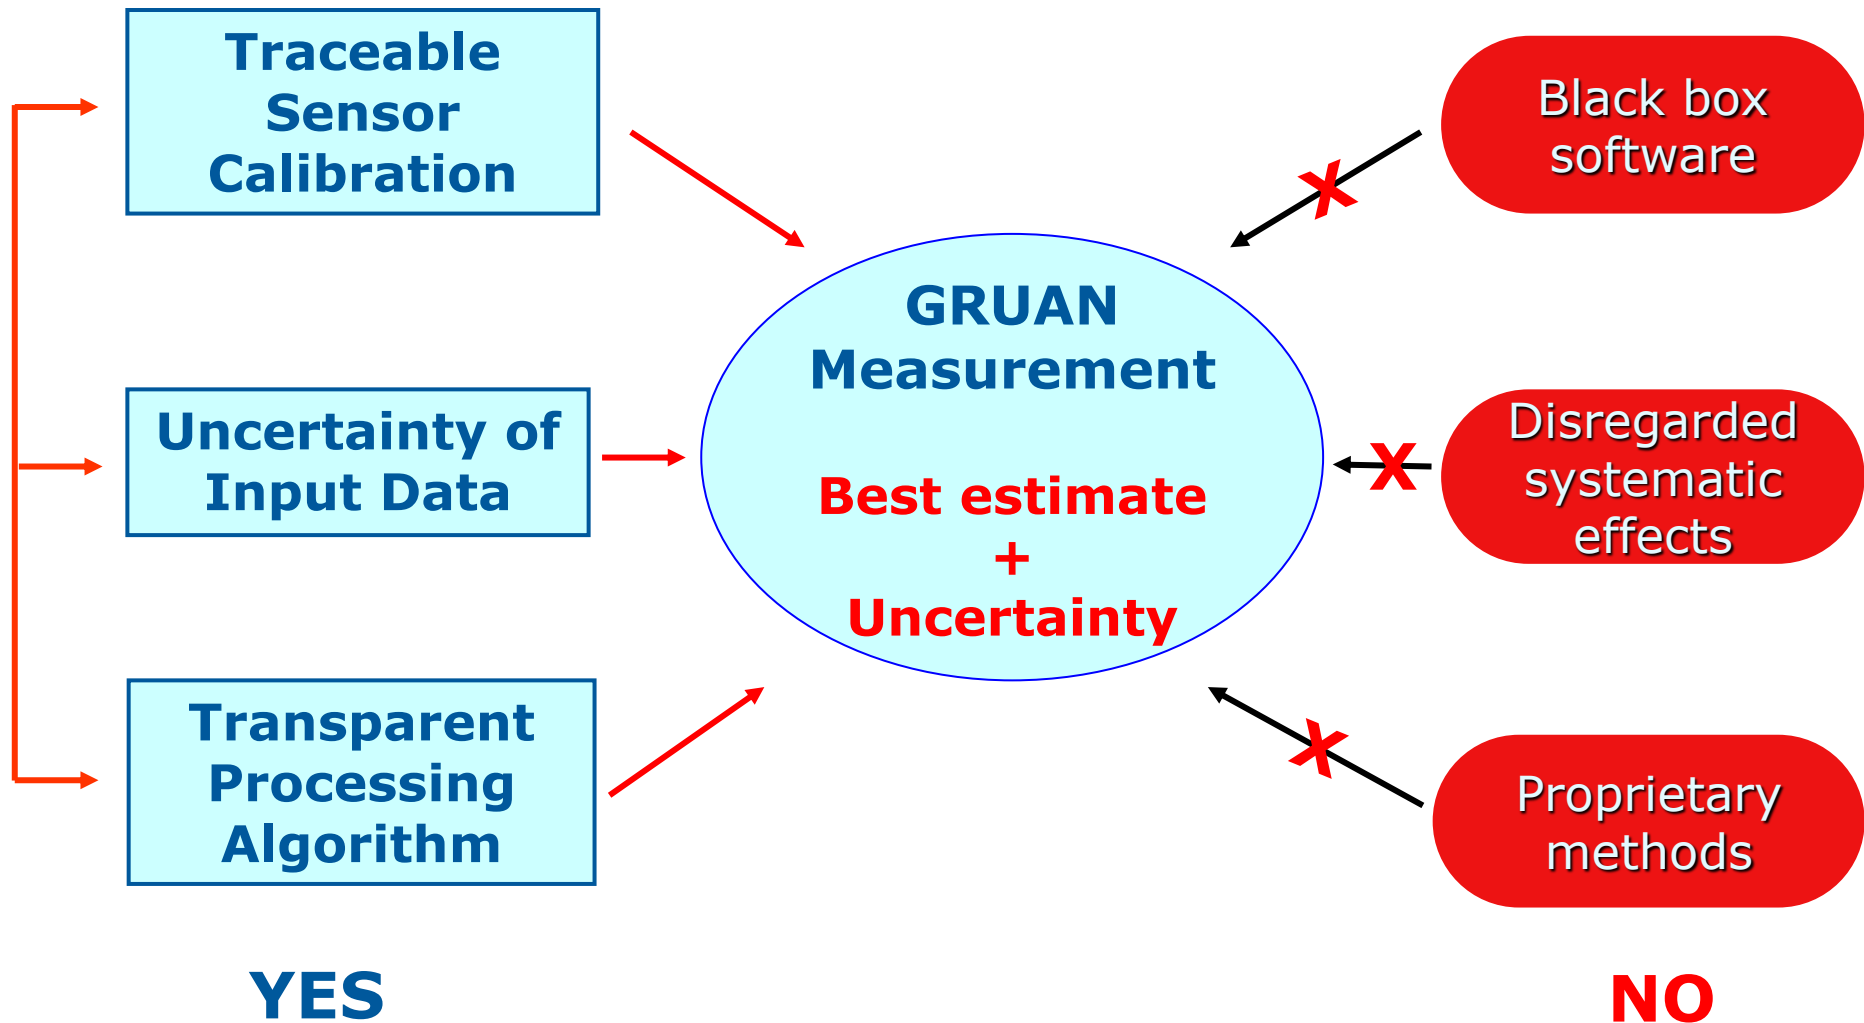 Traceable
Sensor
Calibration
Uncertainty of
Input Data
Transparent
Processing
Algorithm
YES
GRUAN
Measurement
Best estimate
+
Uncertainty
X
X
X
Black box
software
Disregarded
systematic
effects
Proprietary
methods
NO